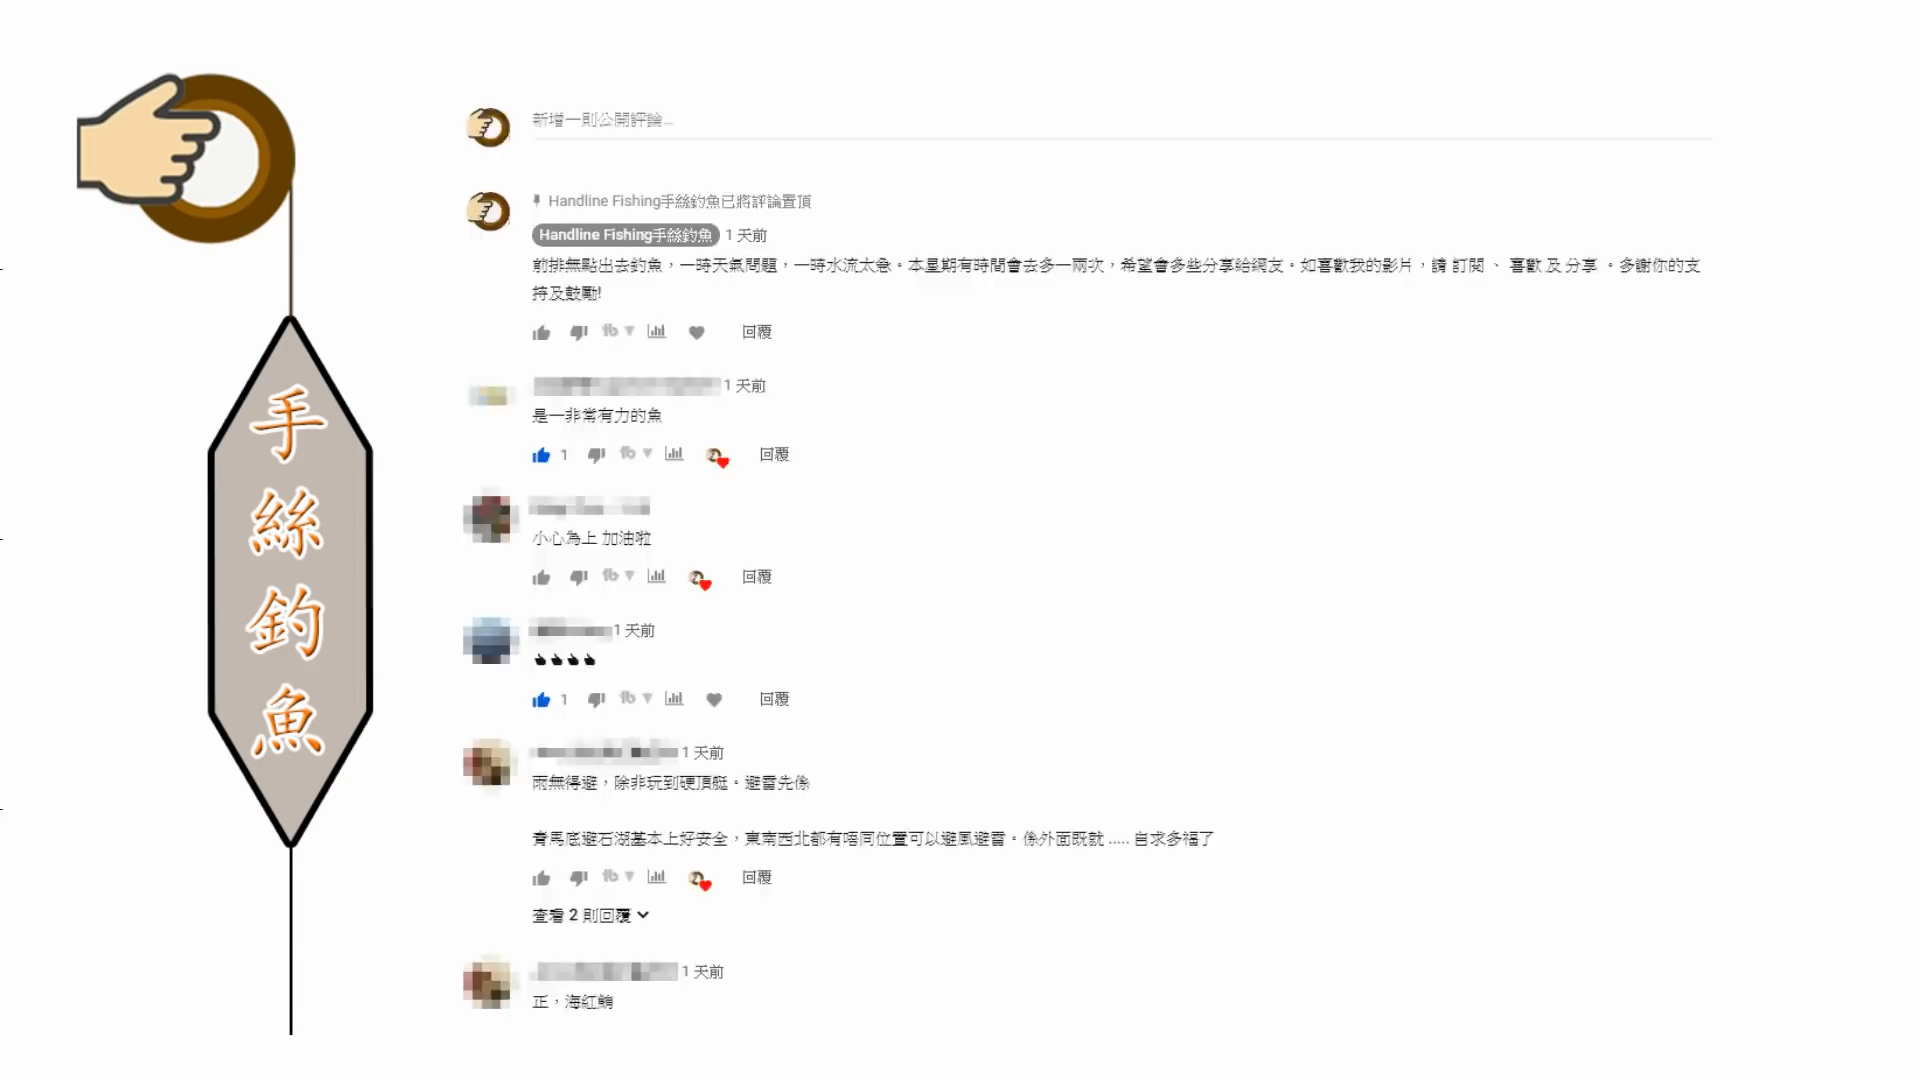 手
絲
釣
魚
新增一則公開評論...
Handline Fishing手絲釣魚已將評論置頂
Handline Fishing手絲釣魚 1 天前
前排無點出去釣魚，一時天氣問題，一時水流太急。本星期有時間會去多一兩次，希望會多些分享給網友。如喜歡我的影片，請 訂閱 、 喜歡 及 分享 。多謝你的支
持及鼓勵!
回覆
1 天前
是一非常有力的魚
1 回覆
小心為上 加油啦
回覆
1 天前
1 回覆
1 天前
雨無得避，除非玩到硬頂艇。避雷先係
青馬底避石湖基本上好安全，東南西北都有唔同位置可以避風避雷。係外面既就 ..... 自求多福了
回覆
查看 2 則回覆
1 天前
正，海紅鮋